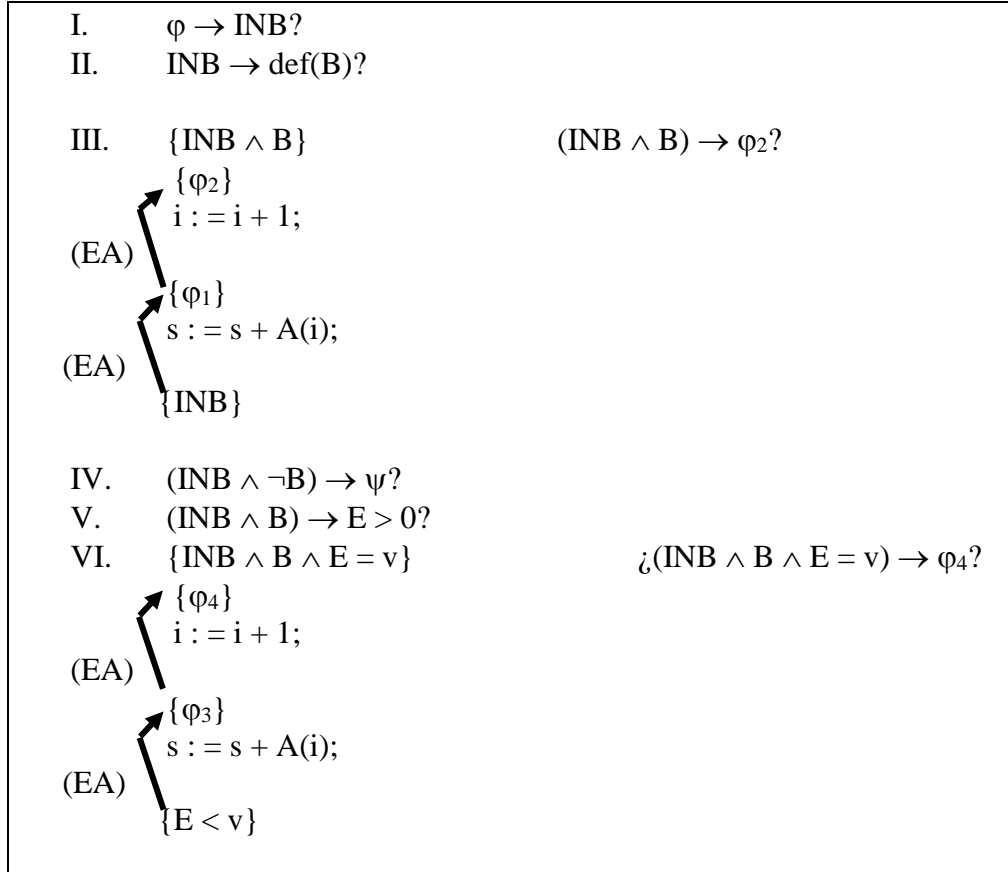 I. φ → INB?
II. INB → def(B)?
III. {INB ∧ B} (INB ∧ B) → φ₂?
{φ₂}
i : = i + 1;
(EA)
{φ₁}
s : = s + A(i);
(EA)
{INB}
IV. (INB ∧ ¬B) → ψ?
V. (INB ∧ B) → E > 0?
VI. {INB ∧ B ∧ E = v} ¿(INB ∧ B ∧ E = v) → φ₄?
{φ₄}
i : = i + 1;
(EA)
{φ₃}
s : = s + A(i);
(EA)
{E < v}